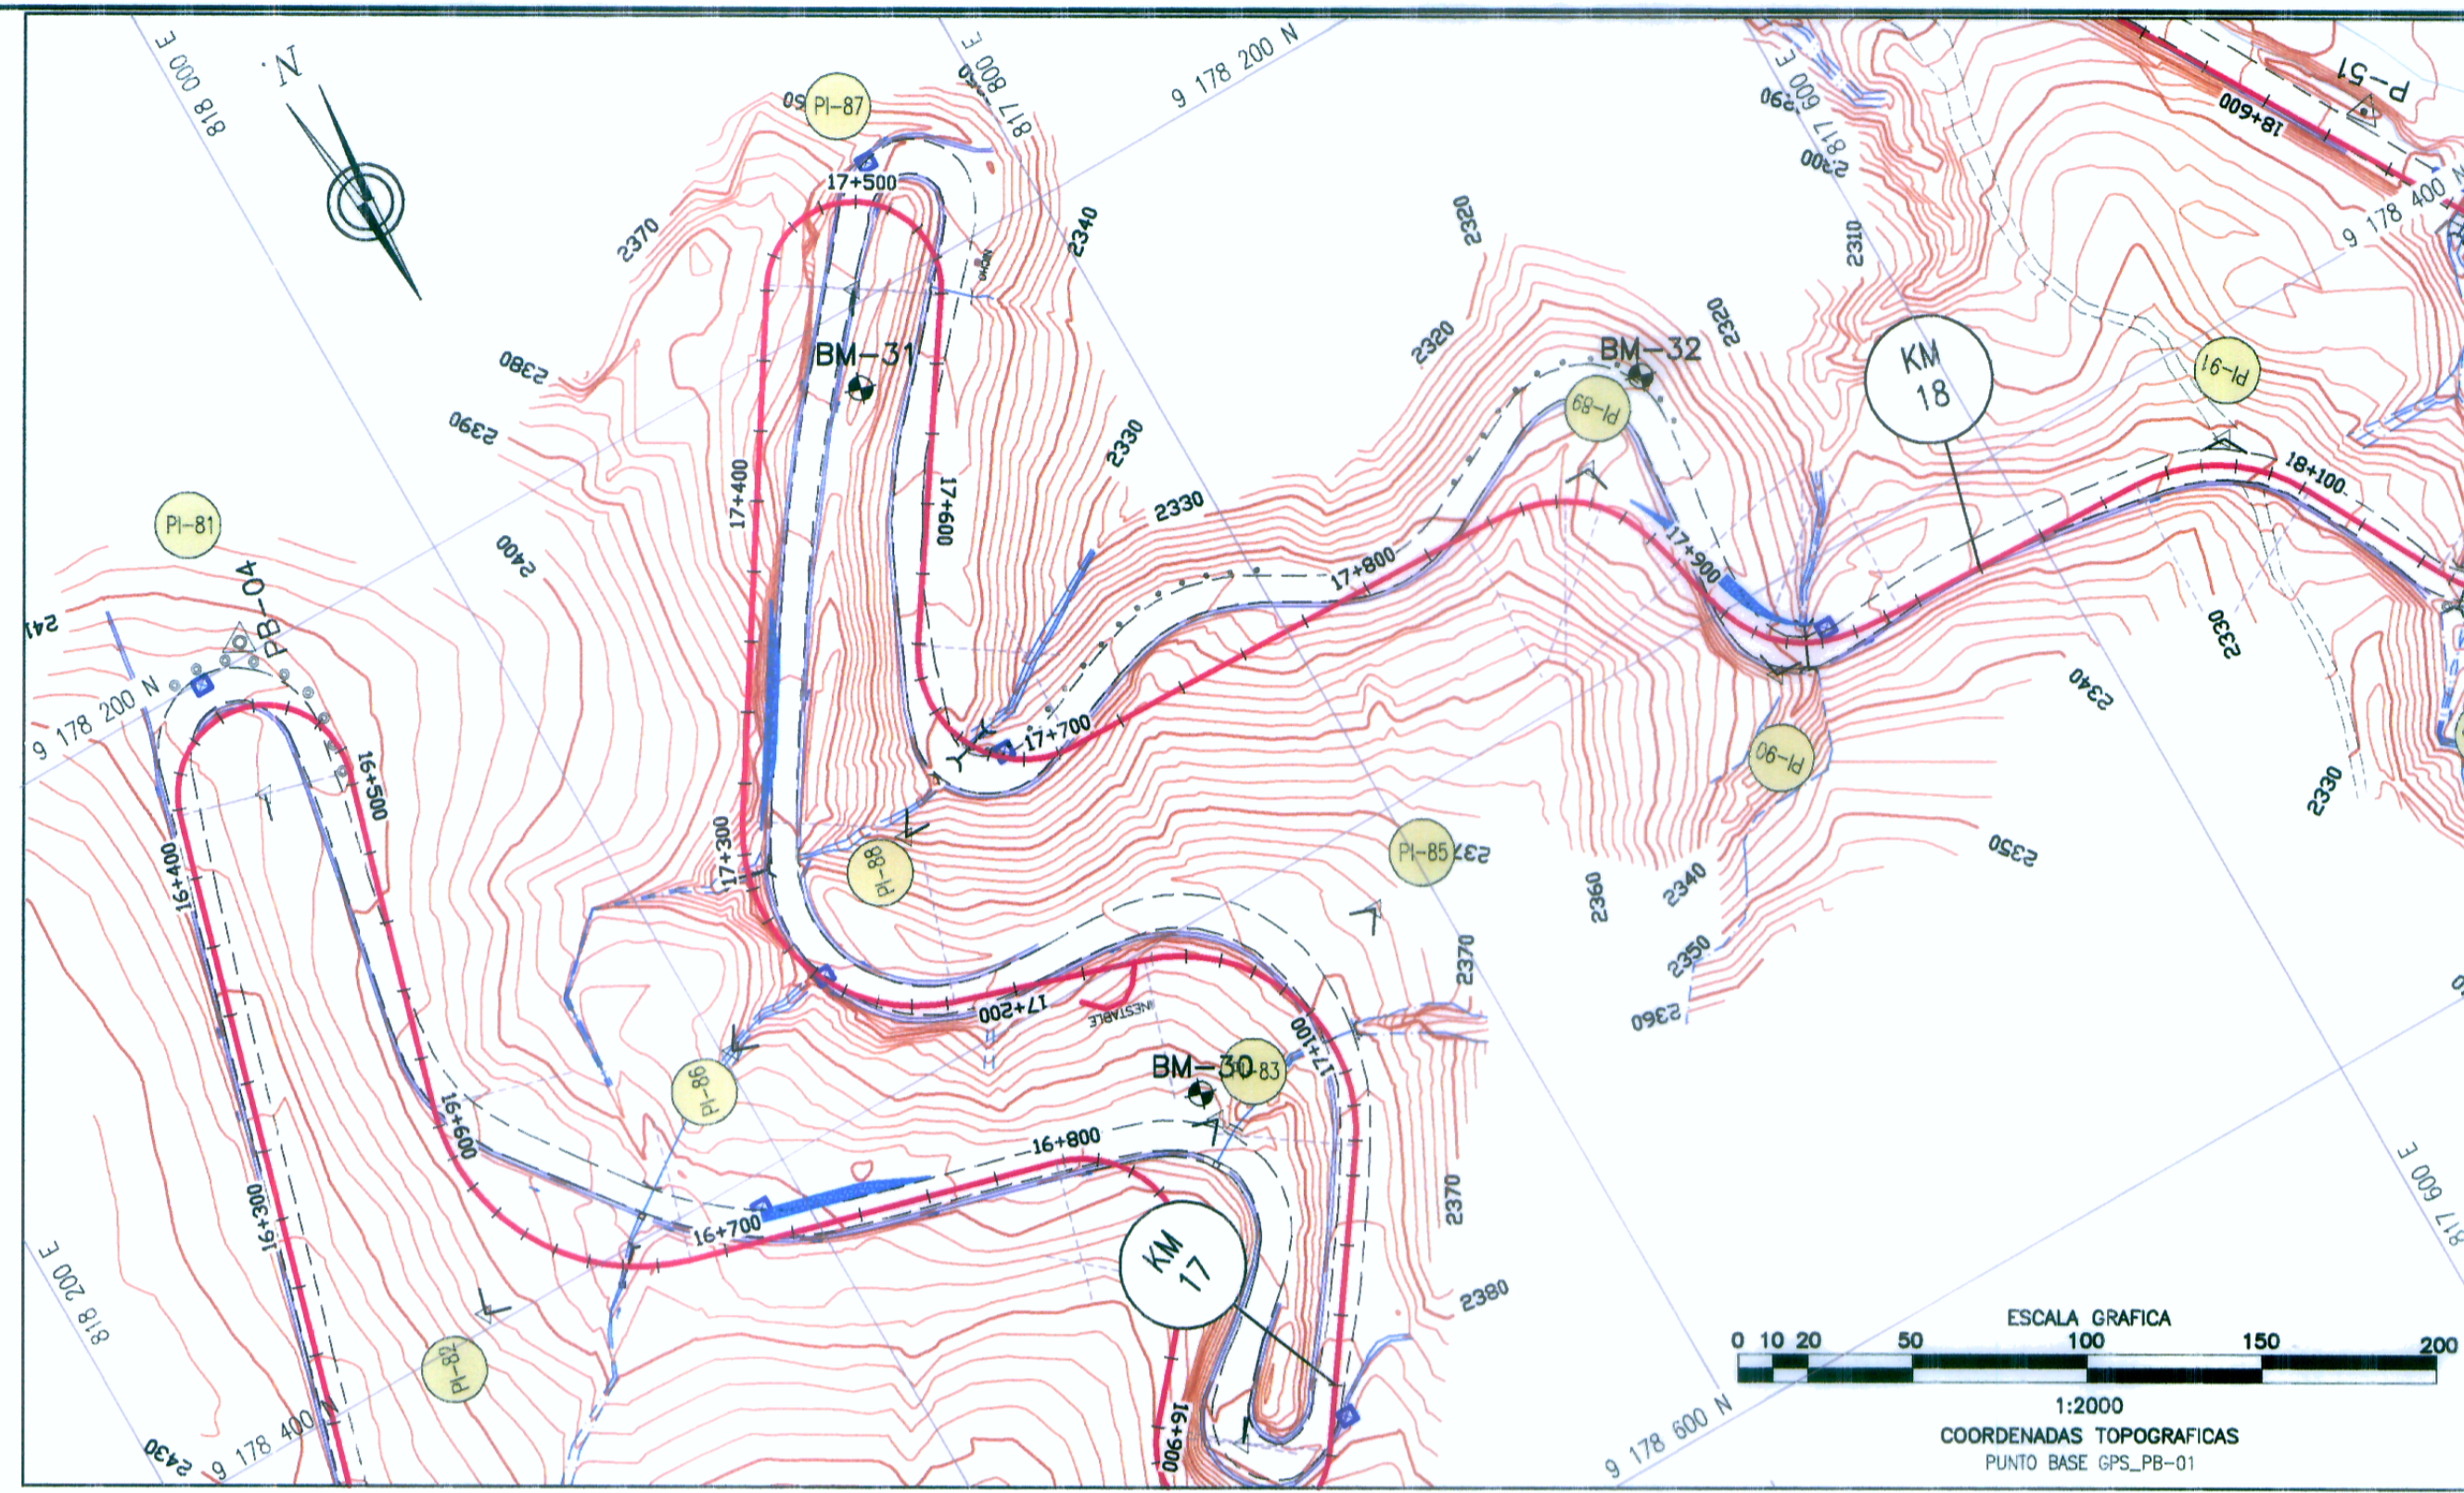 818 000 E
N.
817 800 E
9 178 200 N
817 600 E
P-51
18+600
9 178 400 N
PI-87
17+500
2370
2340
NICHO
2320
2310
2290
2300
2320
2320
BM-31
BM-32
KM
18
PI-89
PI-91
2380
2390
2330
2400
17+400
17+600
2330
17+800
17+900
18+100
PI-81
PB-04
241
9 178 200 N
16+500
17+700
PI-90
2340
2330
2330
16+400
17+300
PI-88
PI-85
237
2360
2340
2350
2350
2370
2360
17+200
INESTABLE
17+100
BM-30
PI-83
PI-86
16+600
16+800
16+700
16+300
2370
KM
17
2380
818 200 E
PI-82
16+900
2430
9 178 400 N
9 178 600 N
817 600 E
817
ESCALA GRAFICA
0 10 20 50 100 150 200
1:2000
COORDENADAS TOPOGRAFICAS
PUNTO BASE GPS_PB-01